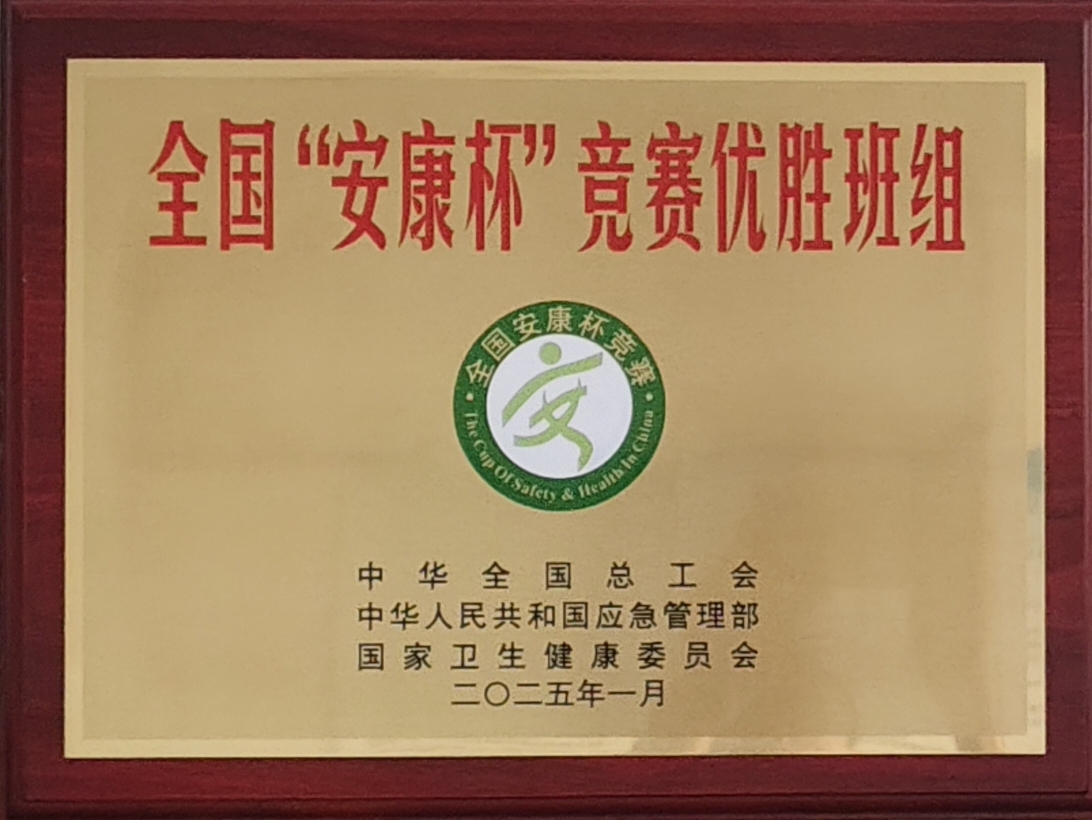 全国“安康杯”竞赛优胜班组
全国安康杯竞赛
The Cup Of Safety & Health In China
安
中华全国总工会
中华人民共和国应急管理部
国家卫生健康委员会
二〇二五年一月